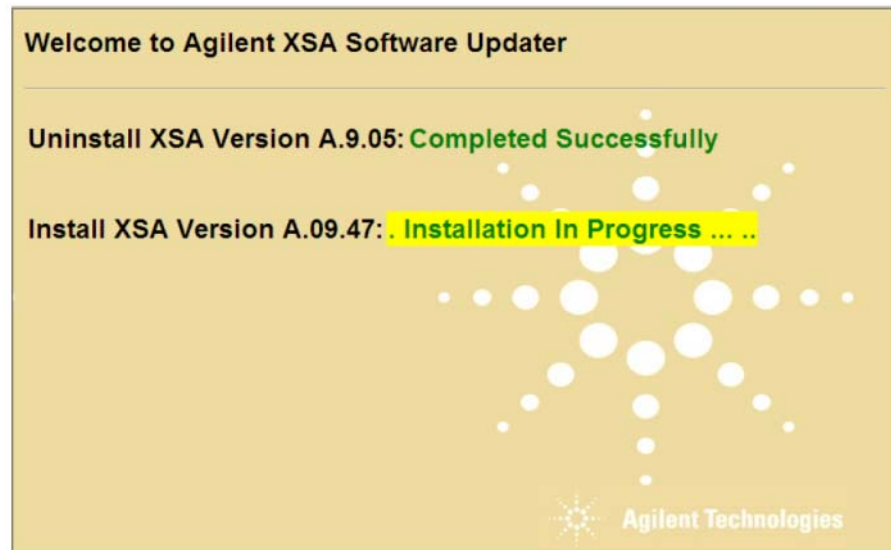 Welcome to Agilent XSA Software Updater
Uninstall XSA Version A.9.05: Completed Successfully
Install XSA Version A.09.47: . Installation In Progress ... ..
Agilent Technologies